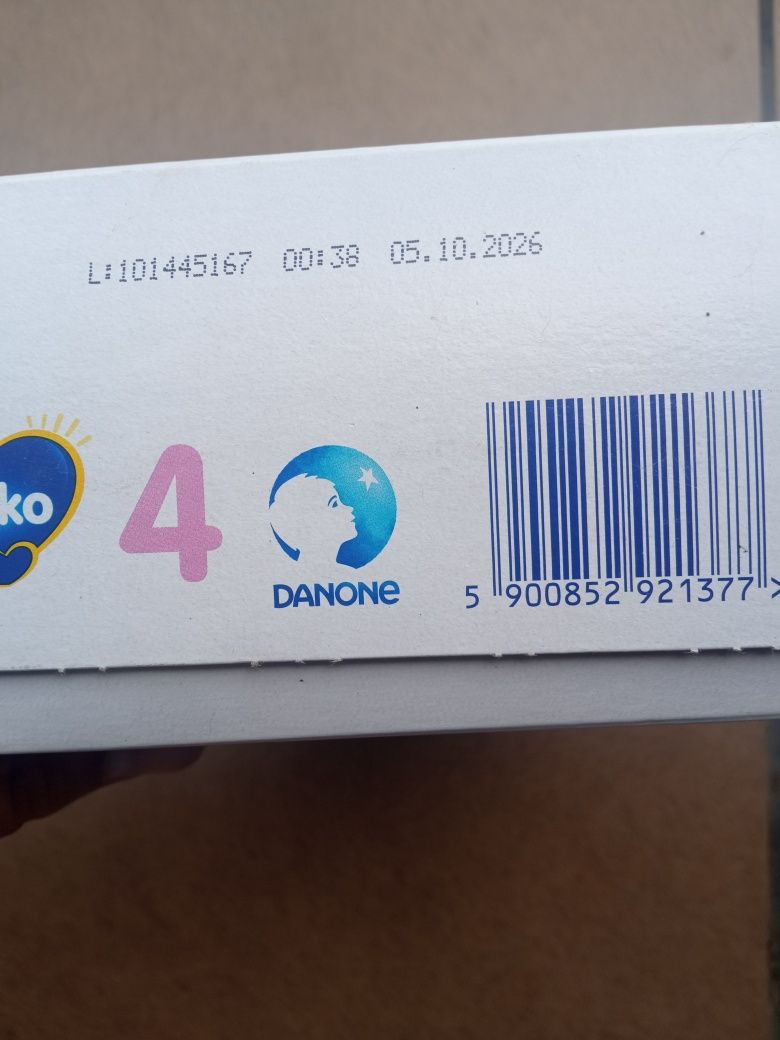 L:101445167 00:38 05.10.2026
ko
4
DANONE
5 900852 921377 >